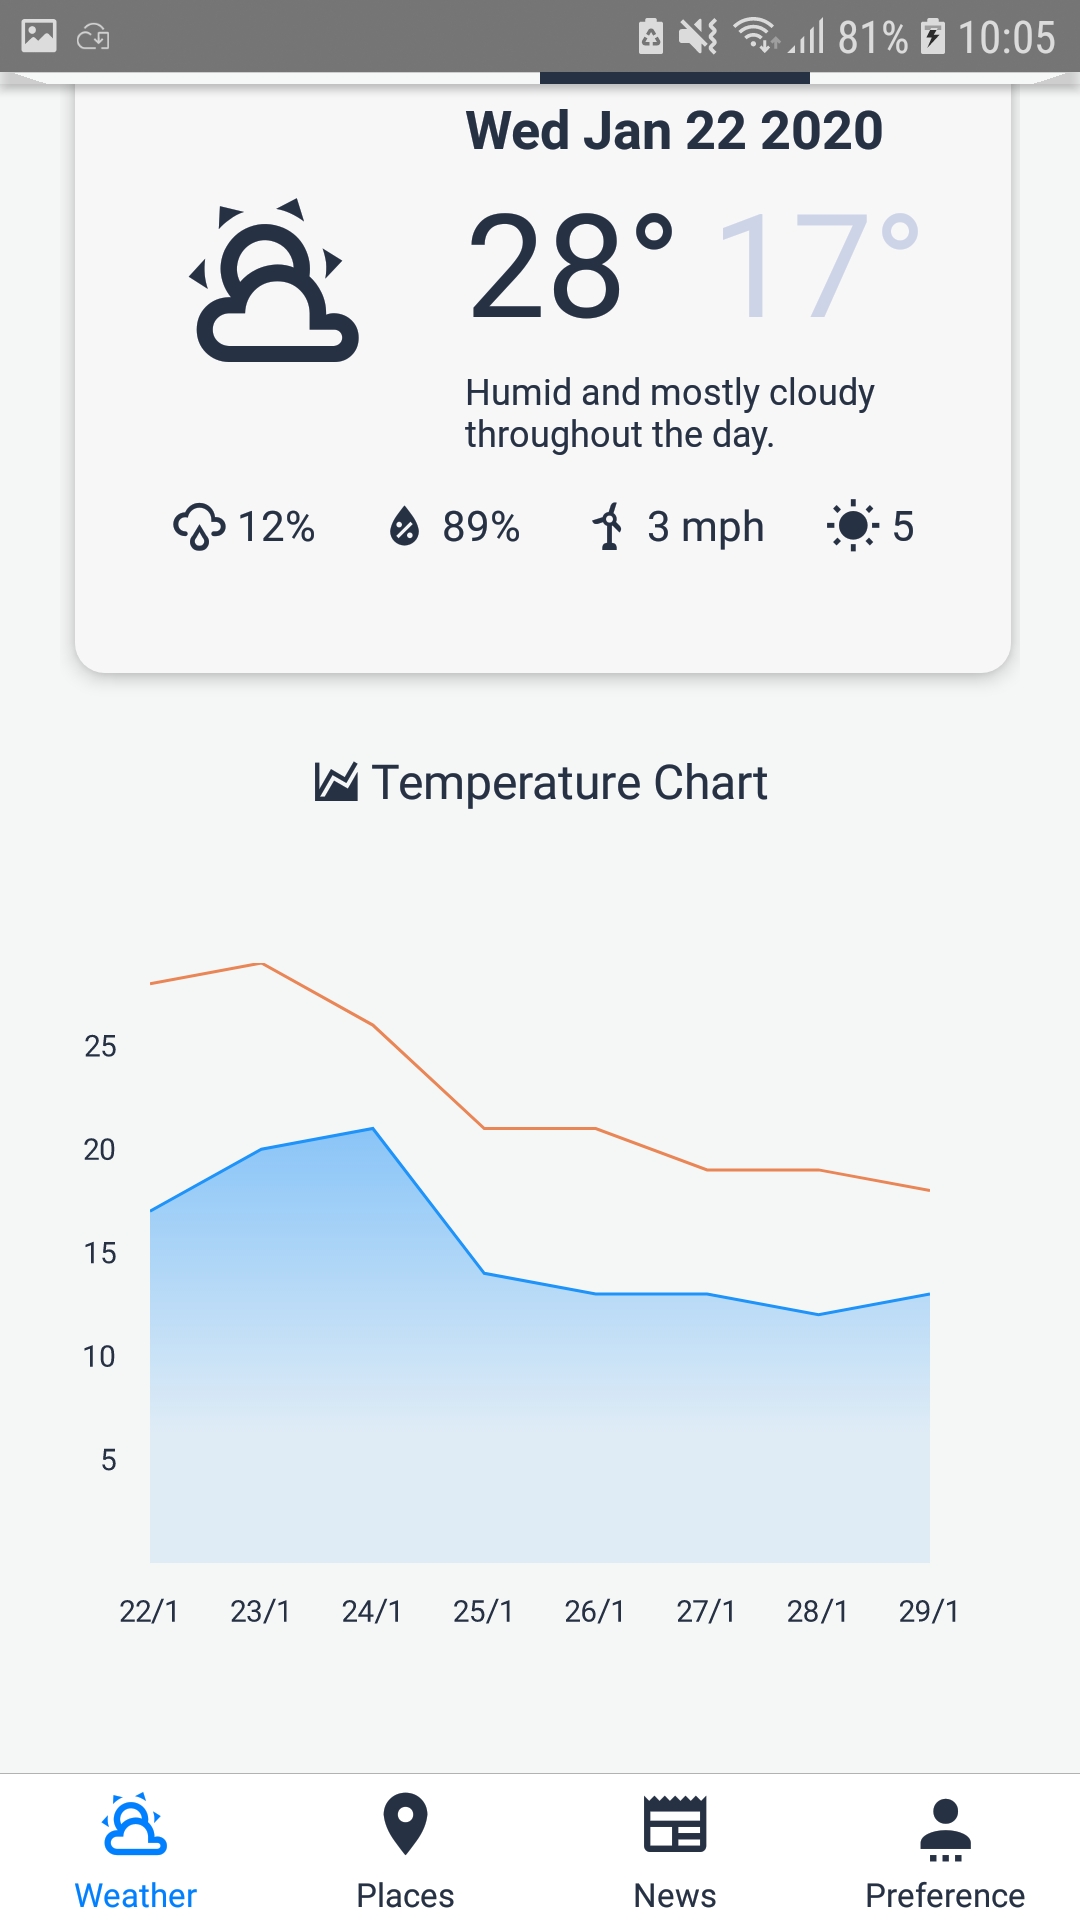 81% 10:05
Wed Jan 22 2020
28° 17°
Humid and mostly cloudy
throughout the day.
12% 89% 3 mph 5
Temperature Chart
25
20
15
10
5
22/1 23/1 24/1 25/1 26/1 27/1 28/1 29/1
Weather Places News Preference